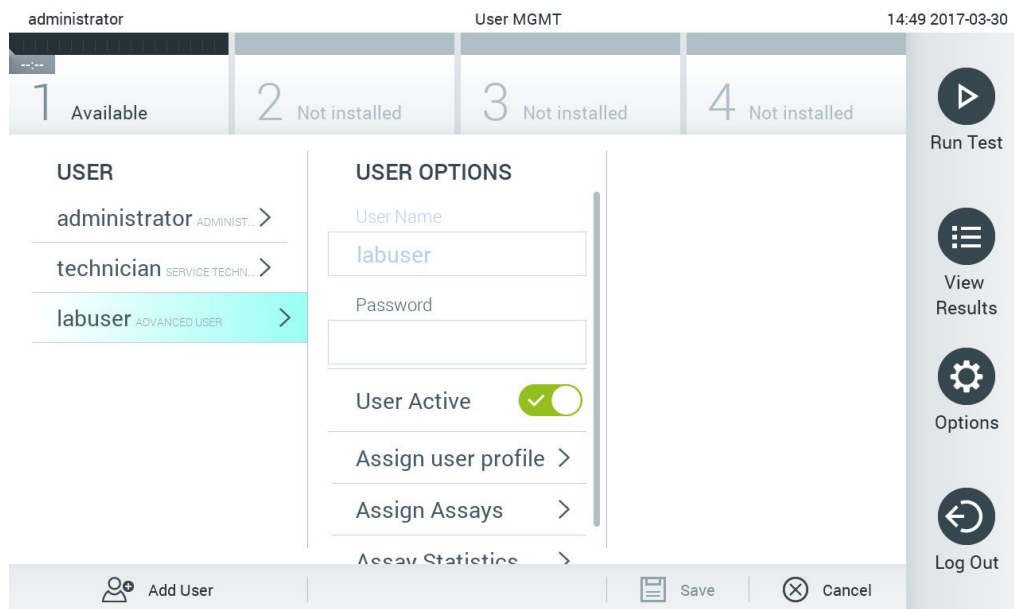 administrator User MGMT 14:49 2017-03-30
--:--
1 Available 2 Not installed 3 Not installed 4 Not installed
Run Test
USER
administrator ADMINIST... >
technician SERVICE TECHN... >
labuser ADVANCED USER >
USER OPTIONS
User Name
labuser
Password
User Active
Assign user profile >
Assign Assays >
Assay Statistics >
View
Results
Options
Log Out
Add User Save Cancel